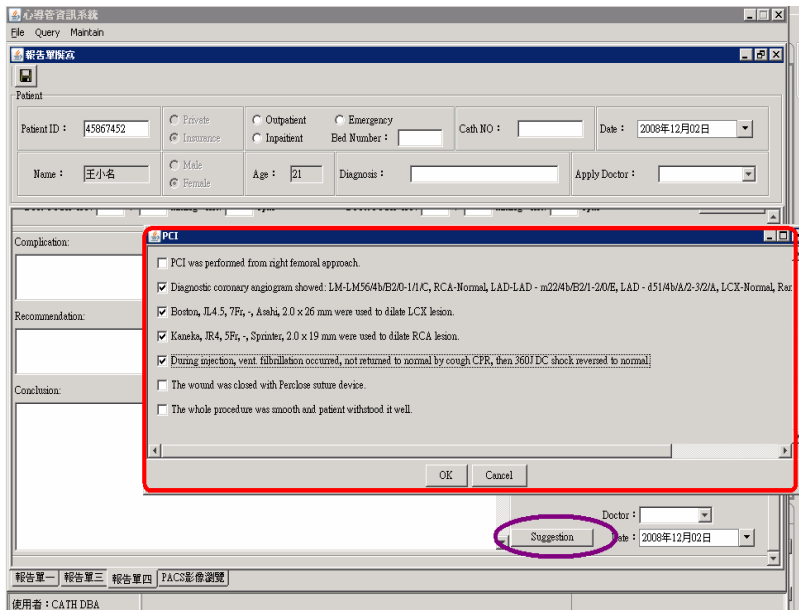 心導管資訊系統
File Query Maintain
報告單撰寫
Patient
Patient ID : 45867452
Private
Insurance
Outpatient
Emergency
Inpaitient
Bed Number :
Cath NO :
Date : 2008年12月02日
Name : 王小名
Male
Female
Age : 21
Diagnosis :
Apply Doctor :
Complication:
Recommendation:
Conclusion:
PCI
PCI was performed from right femoral approach.
Diagnostic coronary angiogram showed: LM-LM56/4b/B2/0-1/1/C, RCA-Normal, LAD-LAD - m22/4b/B2/1-2/0/E, LAD - d51/4b/A/2-3/2/A, LCX-Normal, Ran
Boston, JL4.5, 7Fr, -, Asahi, 2.0 x 26 mm were used to dilate LCX lesion.
Kaneka, JR4, 5Fr, -, Sprinter, 2.0 x 19 mm were used to dilate RCA lesion.
During injection, vent. filbrillation occurred, not returned to normal by cough CPR, then 360J DC shock reversed to normal.
The wound was closed with Perclose suture device.
The whole procedure was smooth and patient withstood it well.
OK Cancel
Doctor :
Suggestion
Date : 2008年12月02日
報告單一 報告單三 報告單四 PACS影像瀏覽
使用者 : CATH DBA